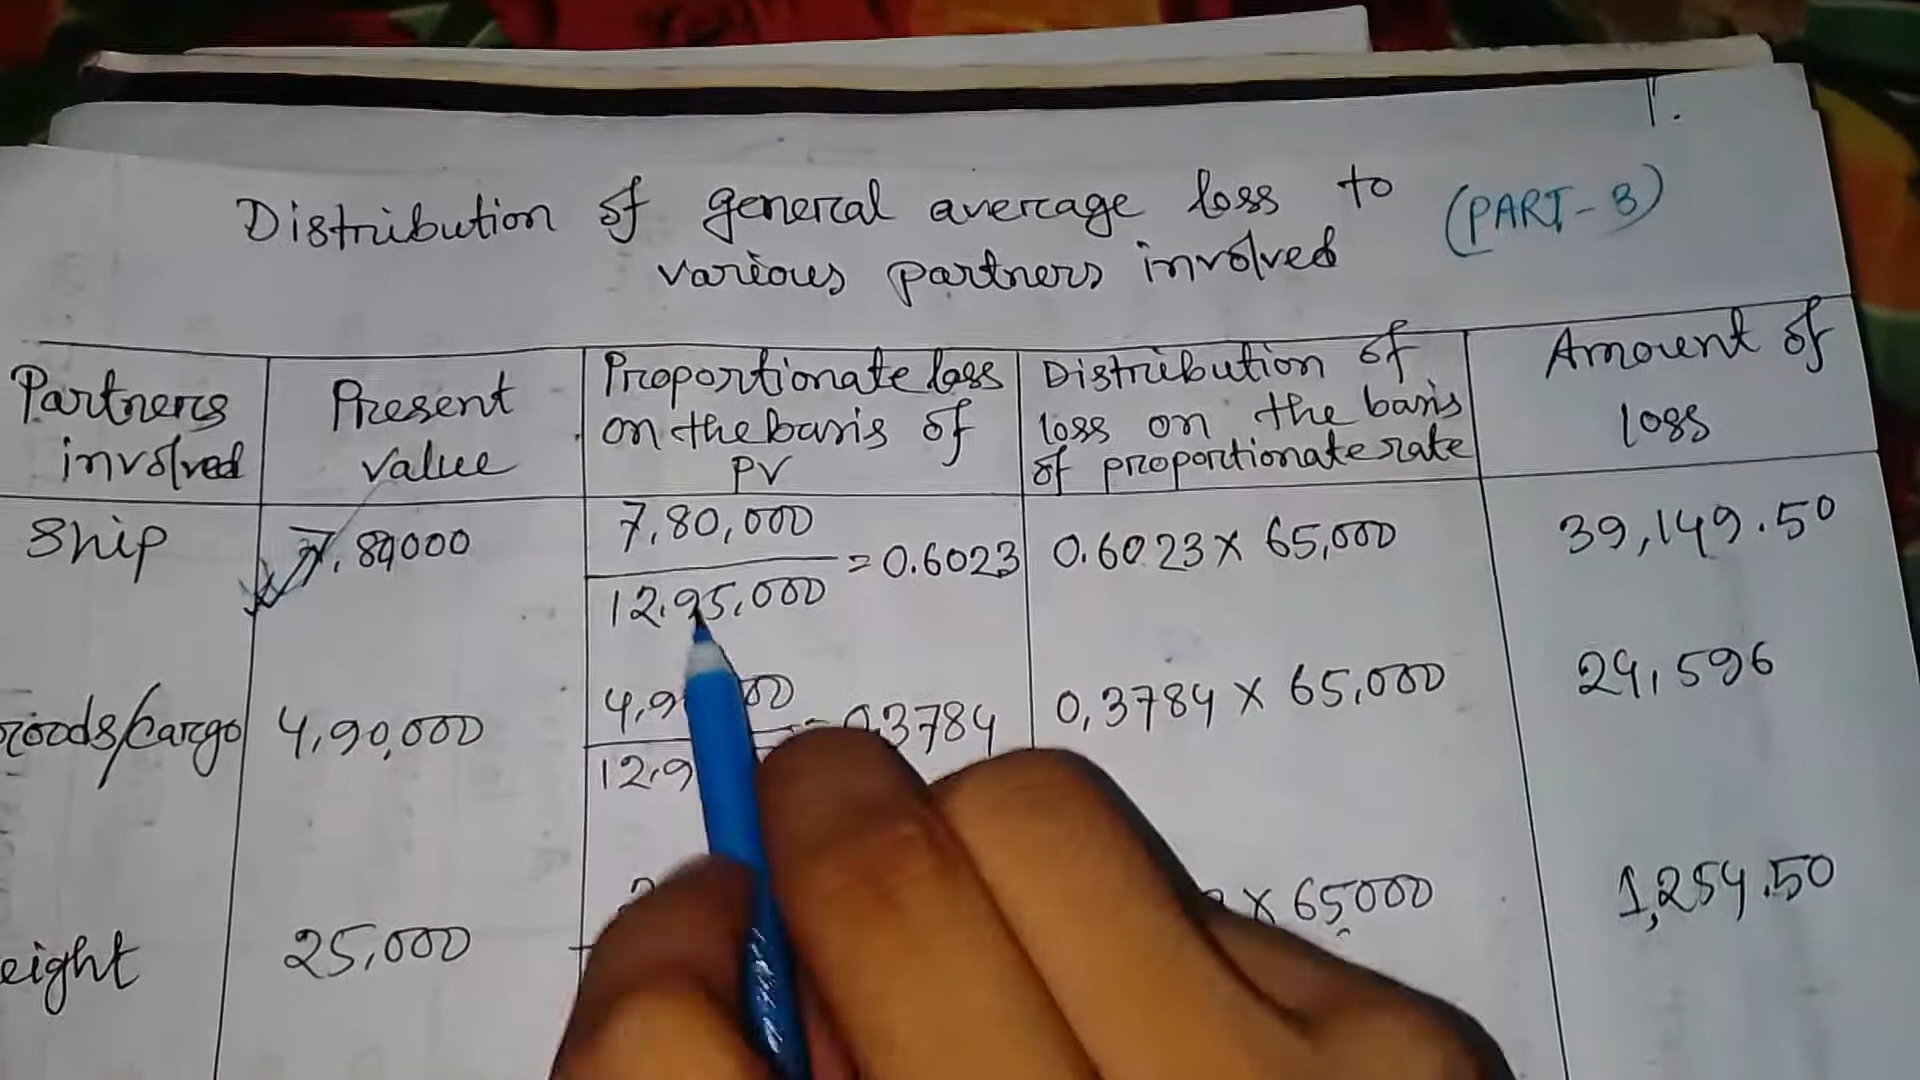 Distribution of general average loss to (PART-3)
various partners involved
Partners involved
Present value
Proportionate loss
on the basis of
PV
Distribution of
loss on the basis
of proportionate rate
Amount of
loss
Ship
7,80,000
12,95,000
= 0.6023
0.6023 × 65,000
39,149.50
4,90,000
0.3784
0,3784 × 65,000
24,596
25,000
× 65000
1,254.50